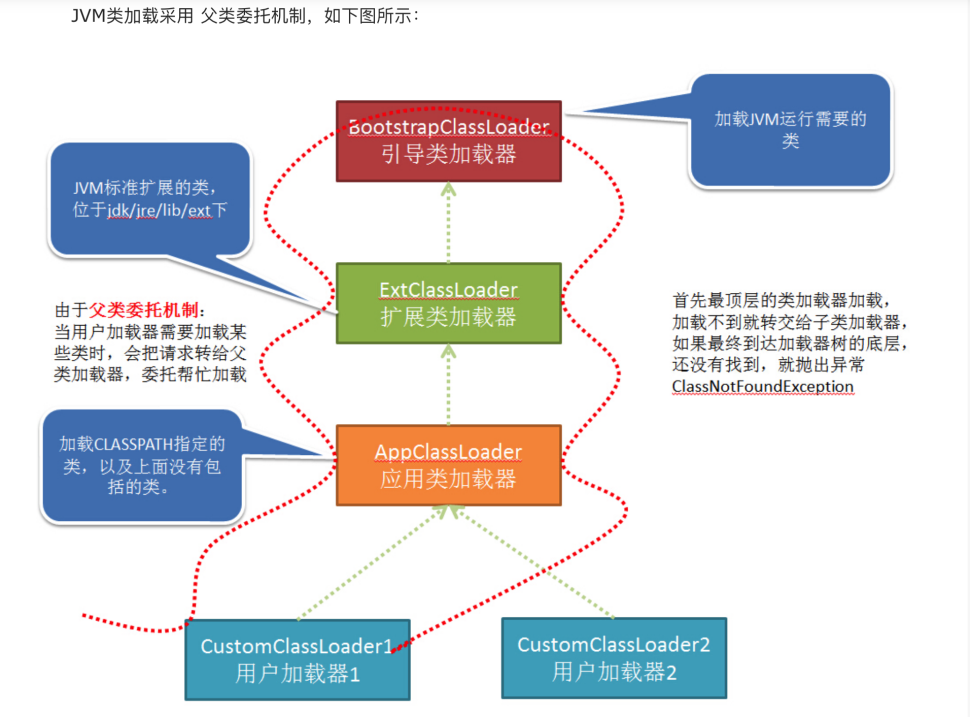 JVM类加载采用 父类委托机制，如下图所示：
BootstrapClassLoader
引导类加载器
加载JVM运行需要的
类
JVM标准扩展的类，
位于jdk/jre/lib/ext下
ExtClassLoader
扩展类加载器
由于父类委托机制：
当用户加载器需要加载某
些类时，会把请求转给父
类加载器，委托帮忙加载
首先最顶层的类加载器加载，
加载不到就转交给子类加载器，
如果最终到达加载器树的底层，
还没有找到，就抛出异常
ClassNotFoundException
加载CLASSPATH指定的
类，以及上面没有包
括的类。
AppClassLoader
应用类加载器
CustomClassLoader1
用户加载器1
CustomClassLoader2
用户加载器2